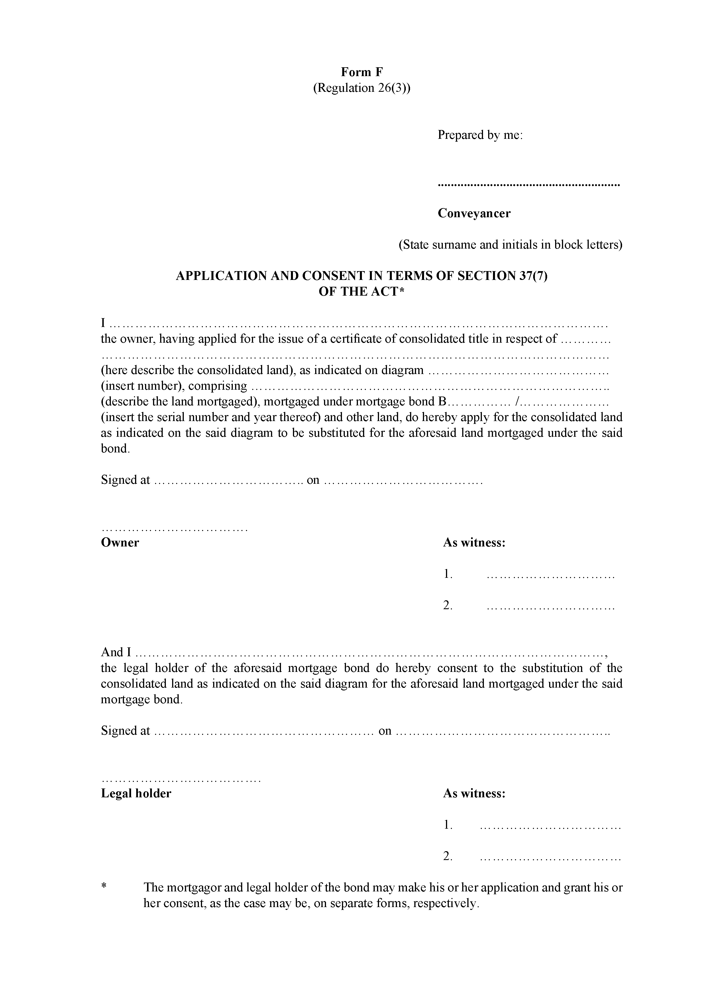 Form F
(Regulation 26(3))
Prepared by me:
........................................................
Conveyancer
(State surname and initials in block letters)
APPLICATION AND CONSENT IN TERMS OF SECTION 37(7)
OF THE ACT*
I …………………………………………………………………………………………………….
the owner, having applied for the issue of a certificate of consolidated title in respect of …………
………………………………………………………………………………………………………
(here describe the consolidated land), as indicated on diagram ……………………………………
(insert number), comprising ………………………………………………………………………..
(describe the land mortgaged), mortgaged under mortgage bond B…………… /…………………
(insert the serial number and year thereof) and other land, do hereby apply for the consolidated land
as indicated on the said diagram to be substituted for the aforesaid land mortgaged under the said
bond.
Signed at …………………………….. on ……………………………….
…………………………….
Owner As witness:
1. …………………………
2. …………………………
And I ………………………………………………………………………………………………,
the legal holder of the aforesaid mortgage bond do hereby consent to the substitution of the
consolidated land as indicated on the said diagram for the aforesaid land mortgaged under the said
mortgage bond.
Signed at …………………………………………… on …………………………………………..
……………………………….
Legal holder As witness:
1. ……………………………
2. ……………………………
* The mortgagor and legal holder of the bond may make his or her application and grant his or
her consent, as the case may be, on separate forms, respectively.